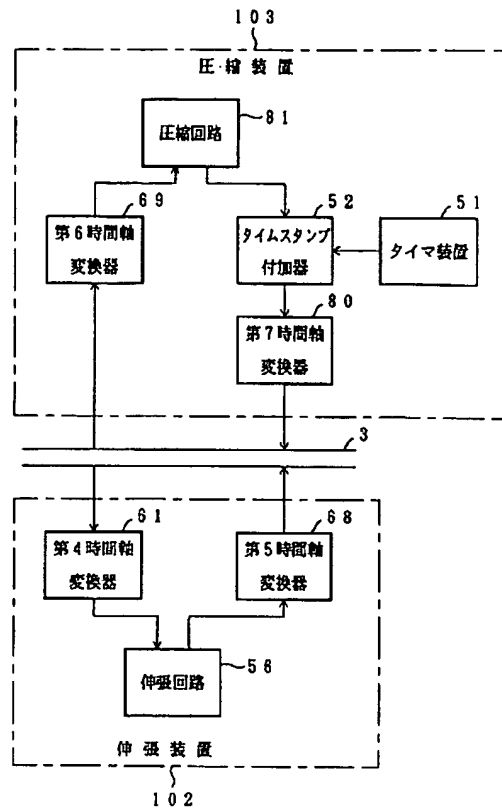 103
圧縮装置
81
圧縮回路
69
第6時間軸
変換器
52
タイムスタンプ
付加器
51
タイマ装置
80
第7時間軸
変換器
3
61
第4時間軸
変換器
68
第5時間軸
変換器
56
伸張回路
伸張装置
102